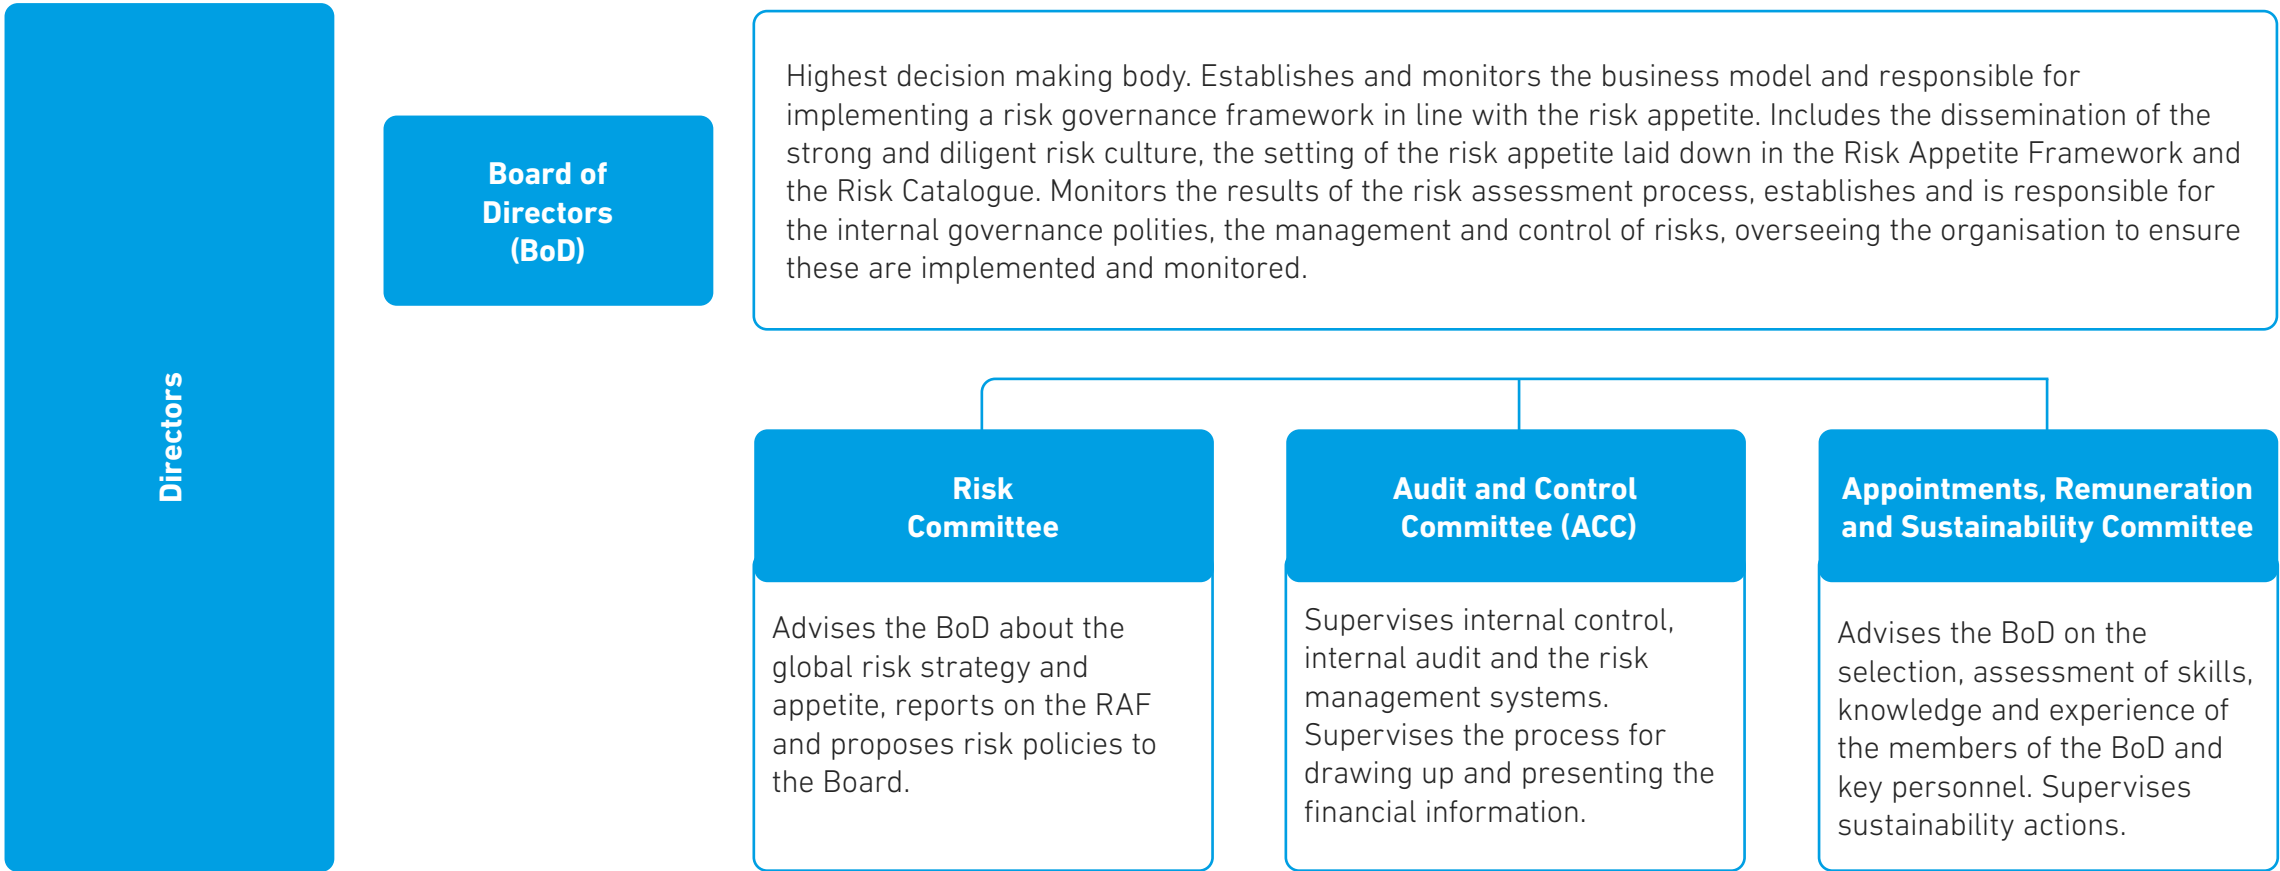 Directors
Board of
Directors
(BoD)
Highest decision making body. Establishes and monitors the business model and responsible for
implementing a risk governance framework in line with the risk appetite. Includes the dissemination of the
strong and diligent risk culture, the setting of the risk appetite laid down in the Risk Appetite Framework and
the Risk Catalogue. Monitors the results of the risk assessment process, establishes and is responsible for
the internal governance polities, the management and control of risks, overseeing the organisation to ensure
these are implemented and monitored.
Risk
Committee
Advises the BoD about the
global risk strategy and
appetite, reports on the RAF
and proposes risk policies to
the Board.
Audit and Control
Committee (ACC)
Supervises internal control,
internal audit and the risk
management systems.
Supervises the process for
drawing up and presenting the
financial information.
Appointments, Remuneration
and Sustainability Committee
Advises the BoD on the
selection, assessment of skills,
knowledge and experience of
the members of the BoD and
key personnel. Supervises
sustainability actions.